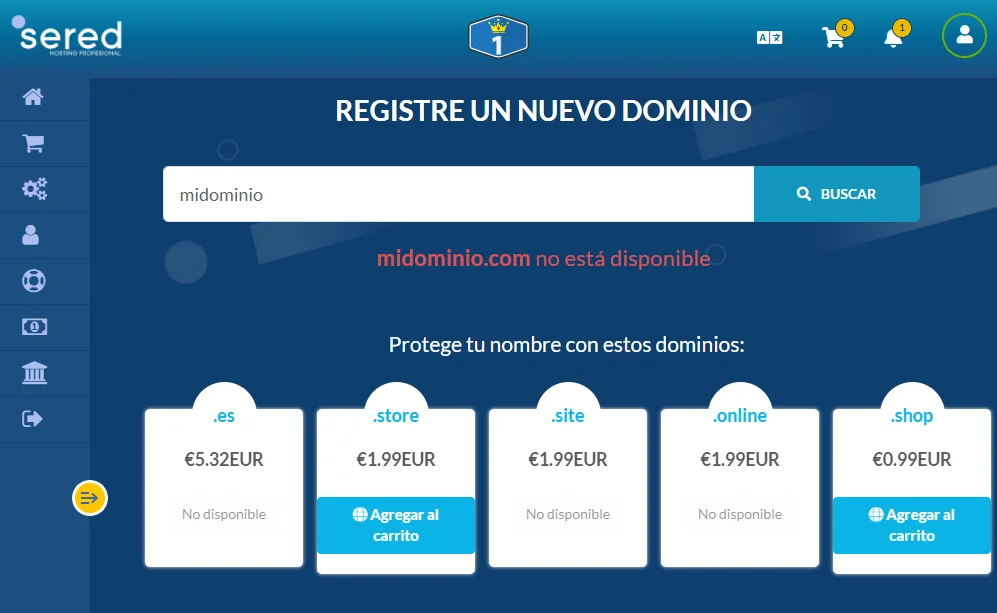 sered
HOSTING PROFESIONAL
1
A
0
1
REGISTRE UN NUEVO DOMINIO
midominio
BUSCAR
midominio.com no está disponible
1
Protege tu nombre con estos dominios:
.es
€5.32EUR
No disponible
.store
€1.99EUR
Agregar al
carrito
.site
€1.99EUR
No disponible
.online
€1.99EUR
No disponible
.shop
€0.99EUR
Agregar al
carrito